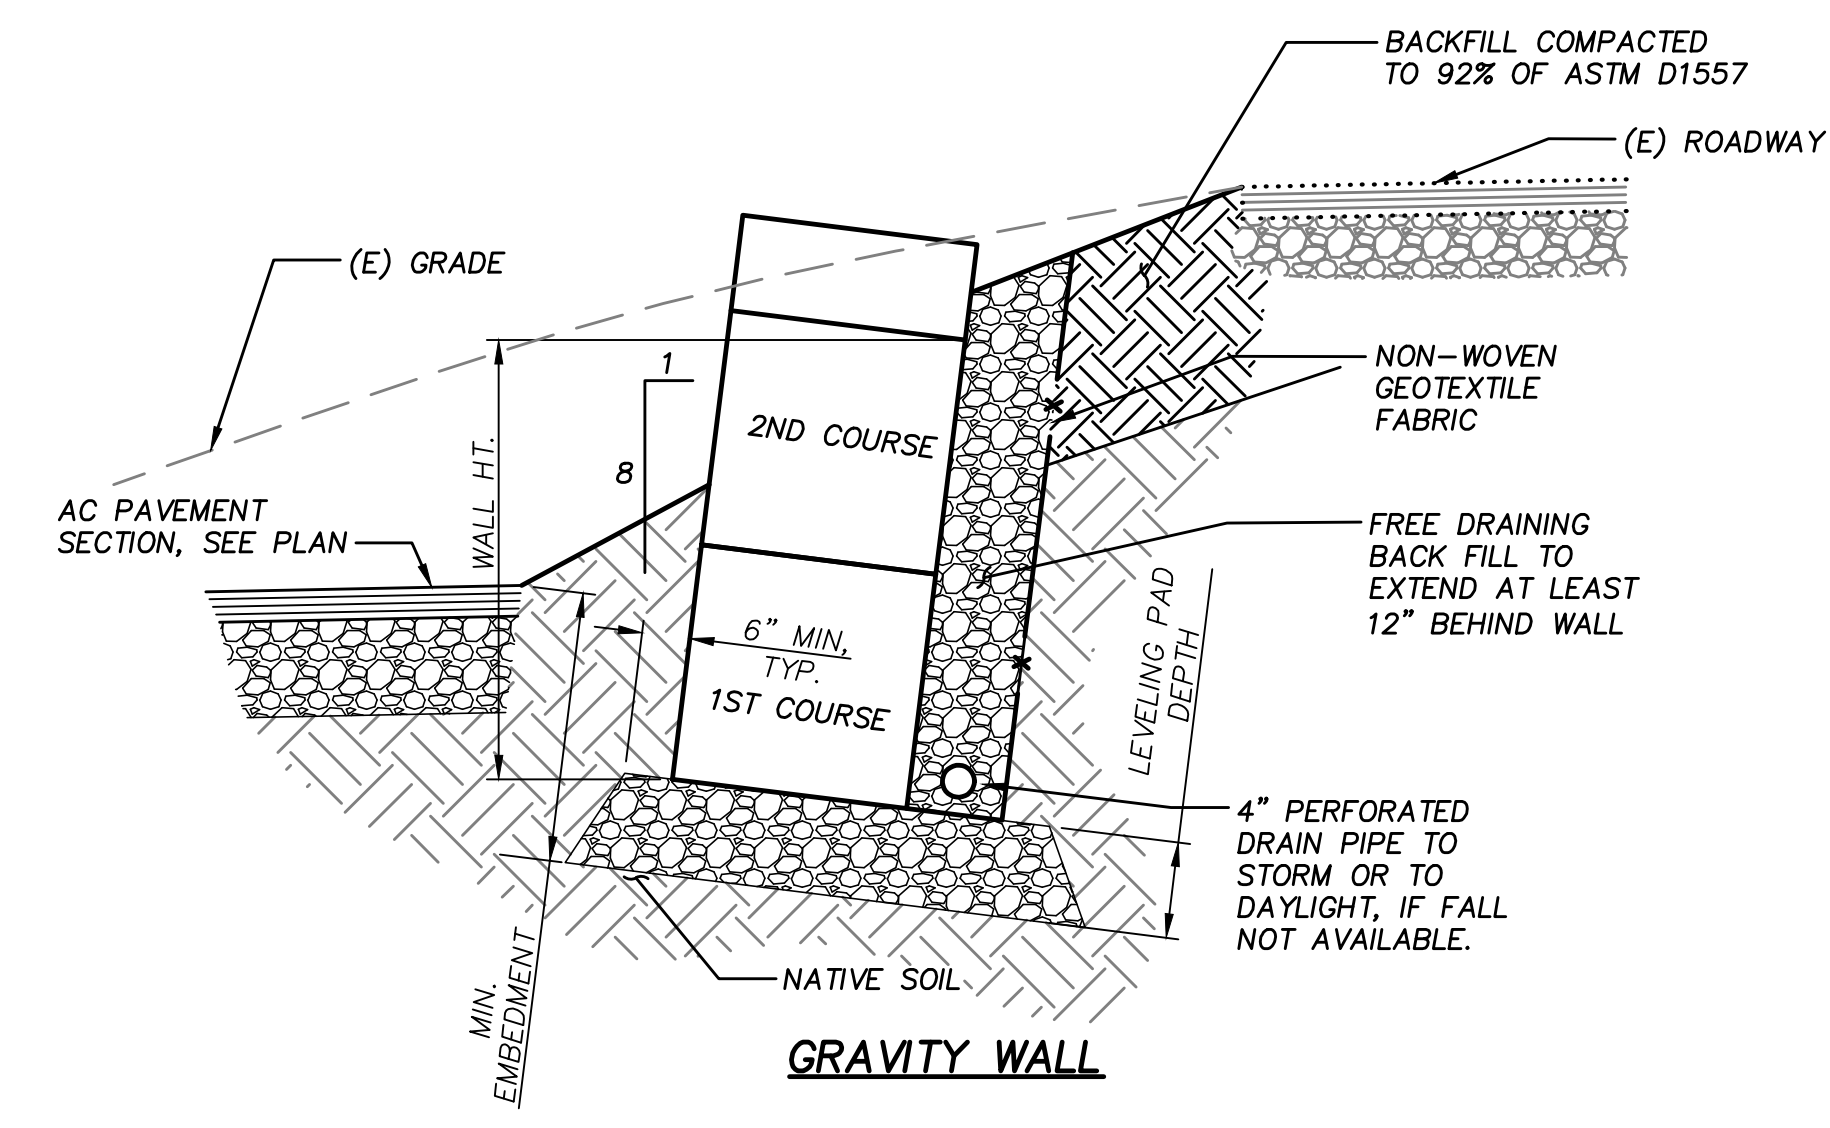 BACKFILL COMPACTED
TO 92% OF ASTM D1557
(E) ROADWAY
(E) GRADE
1
8
NON-WOVEN
GEOTEXTILE
FABRIC
2ND COURSE
WALL HT.
AC PAVEMENT
SECTION, SEE PLAN
FREE DRAINING
BACK FILL TO
EXTEND AT LEAST
12" BEHIND WALL
6" MIN,
TYP.
1ST COURSE
LEVELING PAD
DEPTH
4" PERFORATED
DRAIN PIPE TO
STORM OR TO
DAYLIGHT, IF FALL
NOT AVAILABLE.
NATIVE SOIL
MIN.
EMBEDMENT
GRAVITY WALL